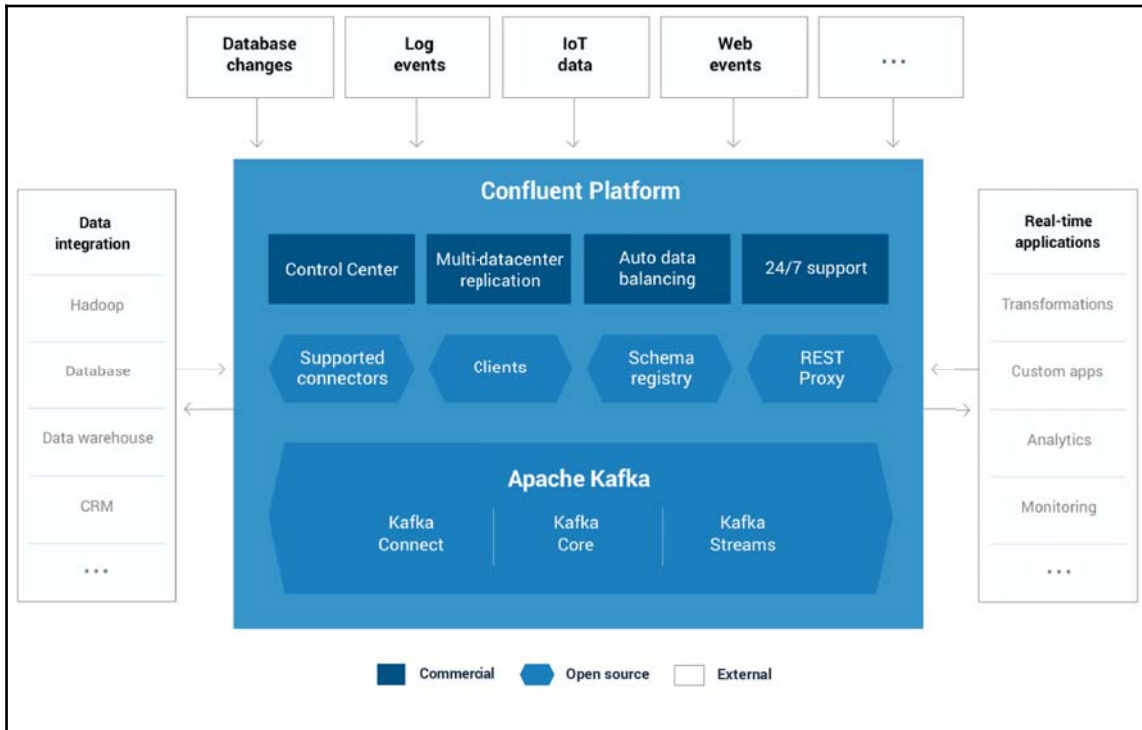 Database
changes
Log
events
IoT
data
Web
events
...
Confluent Platform
Data
integration
Hadoop
Database
Data warehouse
CRM
...
Control Center
Multi-datacenter
replication
Auto data
balancing
24/7 support
Supported
connectors
Clients
Schema
registry
REST
Proxy
Apache Kafka
Kafka
Connect
Kafka
Core
Kafka
Streams
Real-time
applications
Transformations
Custom apps
Analytics
Monitoring
...
Commercial
Open source
External